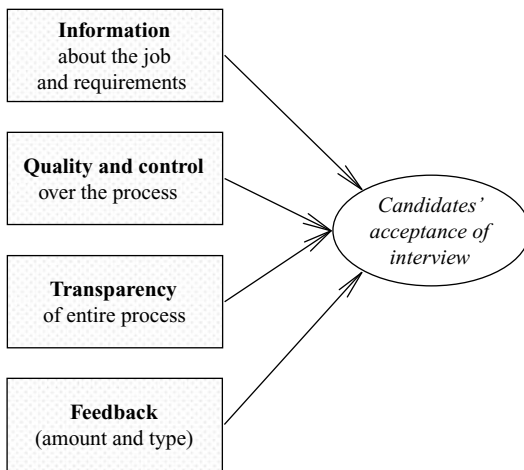 Information
about the job
and requirements
Quality and control
over the process
Transparency
of entire process
Feedback
(amount and type)
Candidates’
acceptance of
interview